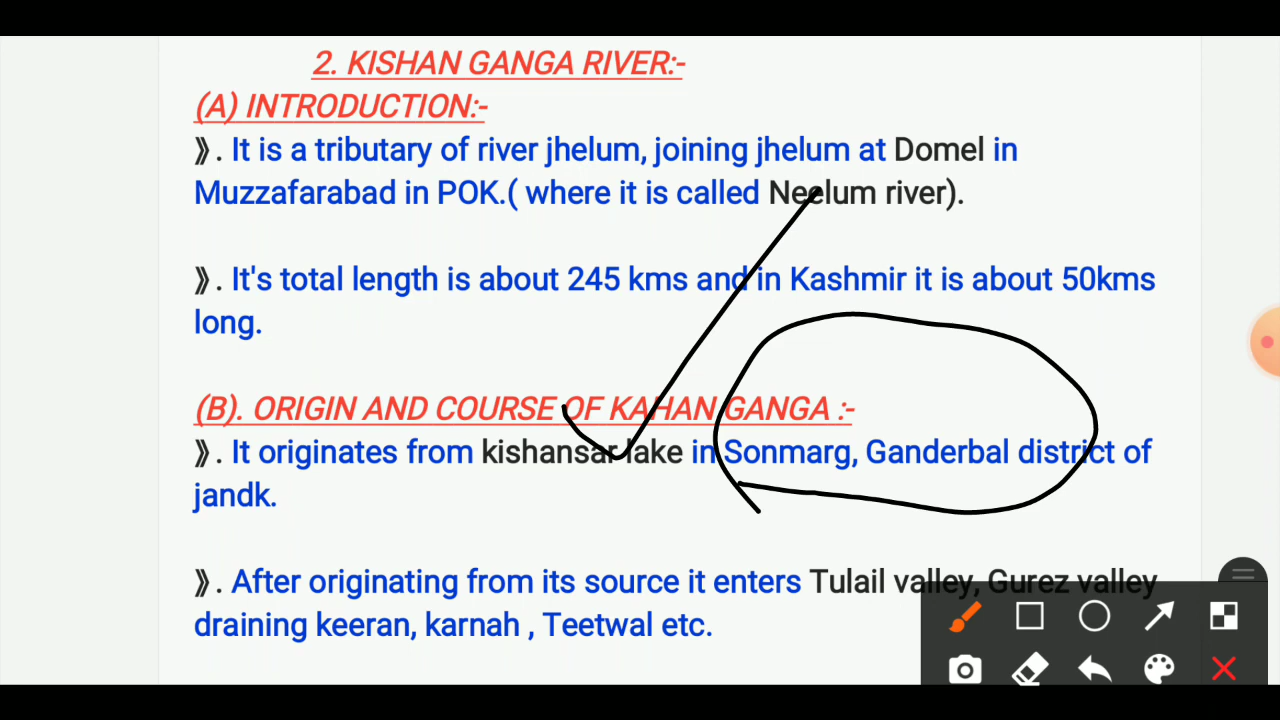 2. KISHAN GANGA RIVER:-
(A) INTRODUCTION:-
》. It is a tributary of river jhelum, joining jhelum at Domel in
Muzzafarabad in POK.( where it is called Neelum river).
》. It's total length is about 245 kms and in Kashmir it is about 50kms
long.
(B). ORIGIN AND COURSE OF KAHAN GANGA :-
》. It originates from kishansar lake in Sonmarg, Ganderbal district of
jandk.
》. After originating from its source it enters Tulail valley, Gurez valley
draining keeran, karnah , Teetwal etc.